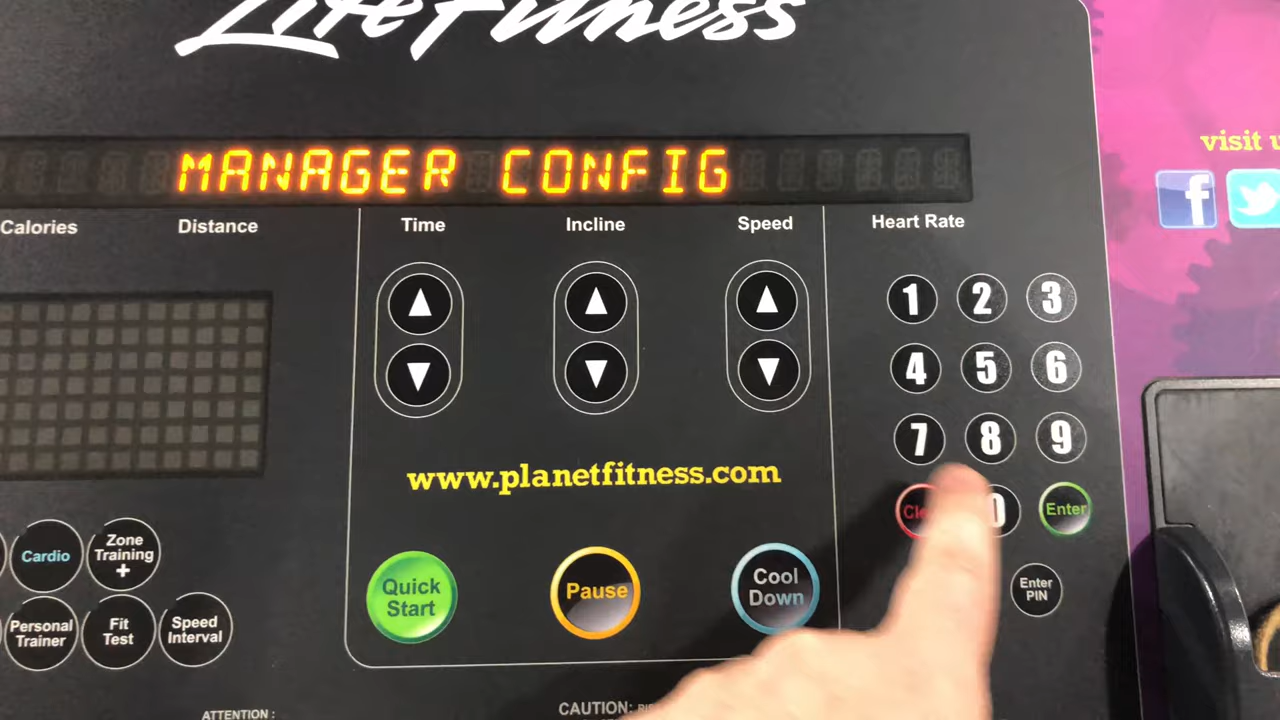 LifeFitness
MANAGER CONFIG
Calories Distance Time Incline Speed Heart Rate
visit
1 2 3
4 5 6
7 8 9
0 Enter
www.planetfitness.com
Cardio
Zone
Training
+
Quick
Start
Pause
Cool
Down
Enter
PIN
Personal
Trainer
Fit
Test
Speed
Interval
ATTENTION :
CAUTION: